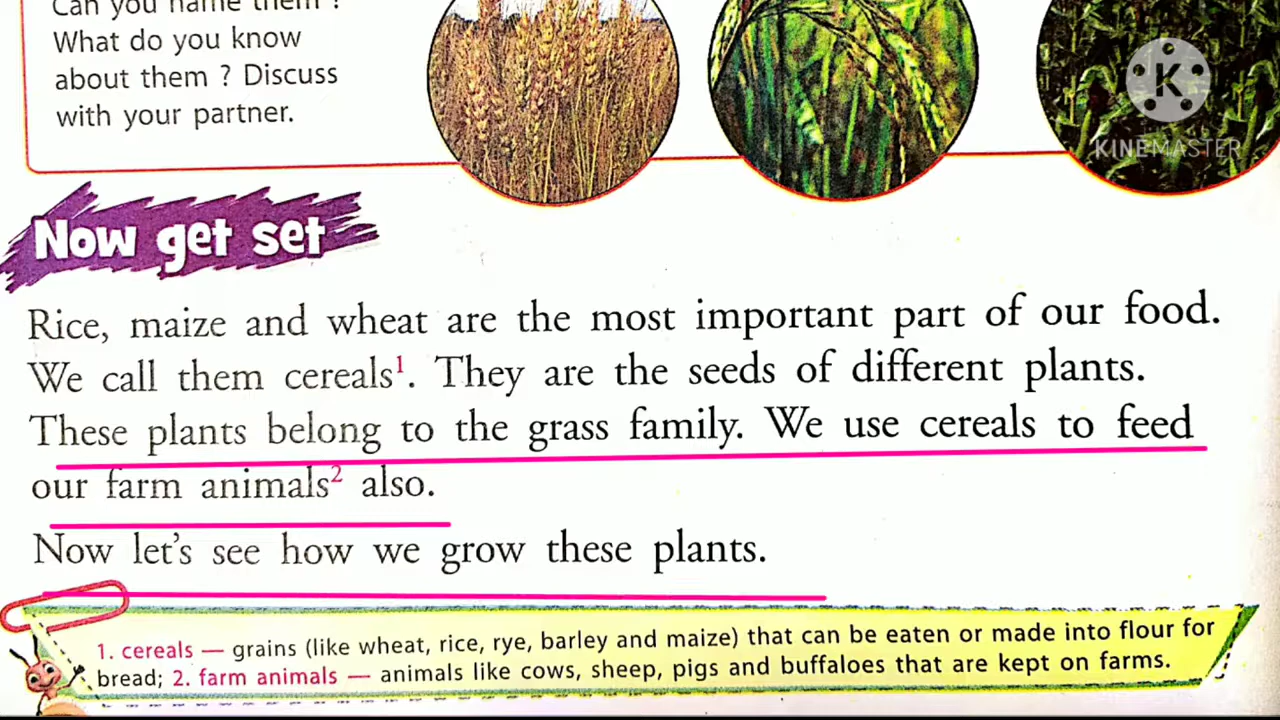 Can you name them ?
What do you know
about them ? Discuss
with your partner.
KINEMASTER
Now get set
Rice, maize and wheat are the most important part of our food.
We call them cereals¹. They are the seeds of different plants.
These plants belong to the grass family. We use cereals to feed
our farm animals² also.
Now let's see how we grow these plants.
1. cereals — grains (like wheat, rice, rye, barley and maize) that can be eaten or made into flour for
bread; 2. farm animals — animals like cows, sheep, pigs and buffaloes that are kept on farms.